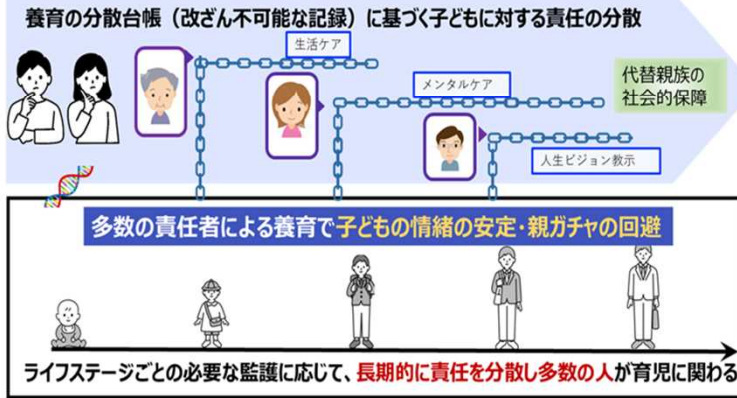 養育の分散台帳（改ざん不可能な記録）に基づく子どもに対する責任の分散
生活ケア
メンタルケア
代替親族の
社会的保障
人生ビジョン教示
多数の責任者による養育で子どもの情緒の安定・親ガチャの回避
ライフステージごとの必要な監護に応じて、長期的に責任を分散し多数の人が育児に関わる